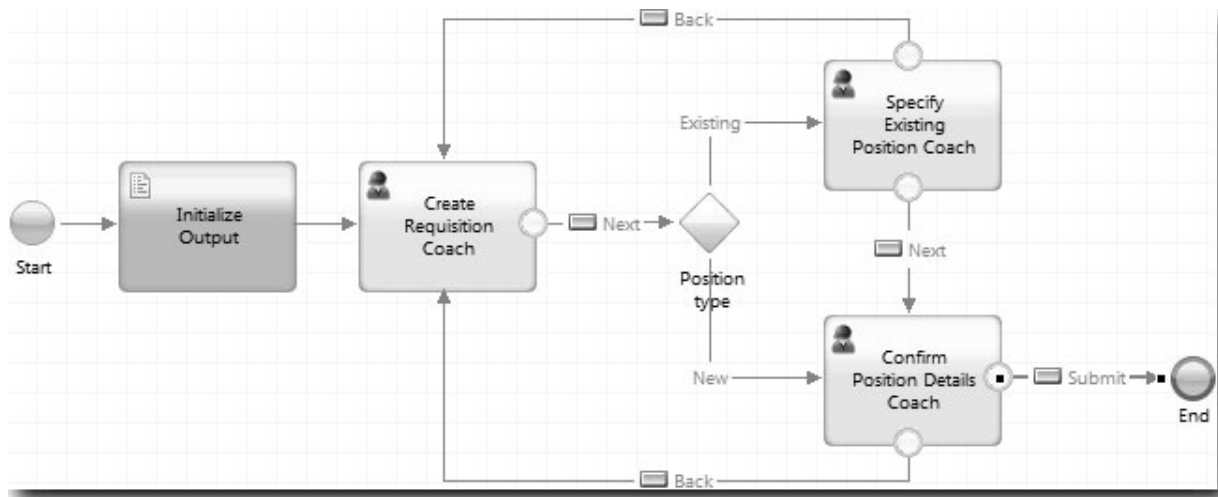 Back
Specify
Existing
Position Coach
Existing
Initialize
Output
Create
Requisition
Coach
Next
Start
Next
Position
type
Confirm
Position Details
Coach
New
Submit
End
Back